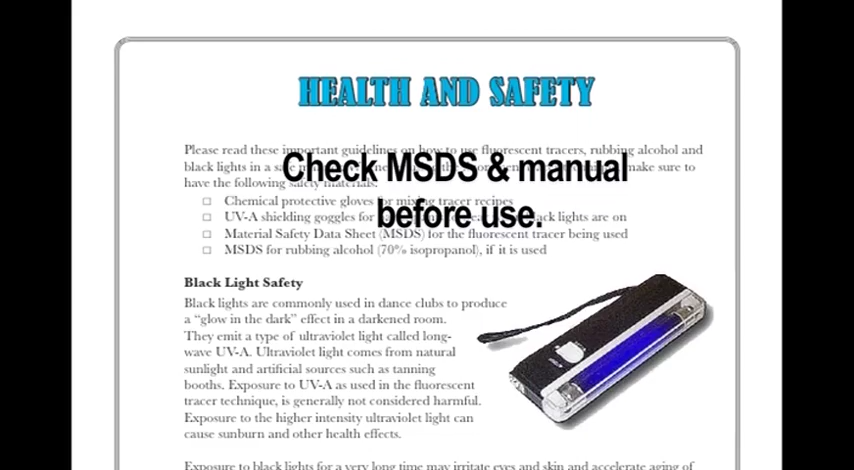 HEALTH AND SAFETY
Please read these important guidelines on how to use fluorescent tracers, rubbing alcohol and
black lights in a make sure to
have the following safety materials:
Check MSDS & manual
before use.
□ Chemical protective gloves for mixing tracer recipes
□ UV-A shielding goggles for black lights are on
□ Material Safety Data Sheet (MSDS) for the fluorescent tracer being used
□ MSDS for rubbing alcohol (70% isopropanol), if it is used
Black Light Safety
Black lights are commonly used in dance clubs to produce
a “glow in the dark” effect in a darkened room.
They emit a type of ultraviolet light called long-
wave UV-A. Ultraviolet light comes from natural
sunlight and artificial sources such as tanning
booths. Exposure to UV-A as used in the fluorescent
tracer technique, is generally not considered harmful.
Exposure to the higher intensity ultraviolet light can
cause sunburn and other health effects.
Exposure to black lights for a very long time may irritate eyes and skin and accelerate aging of